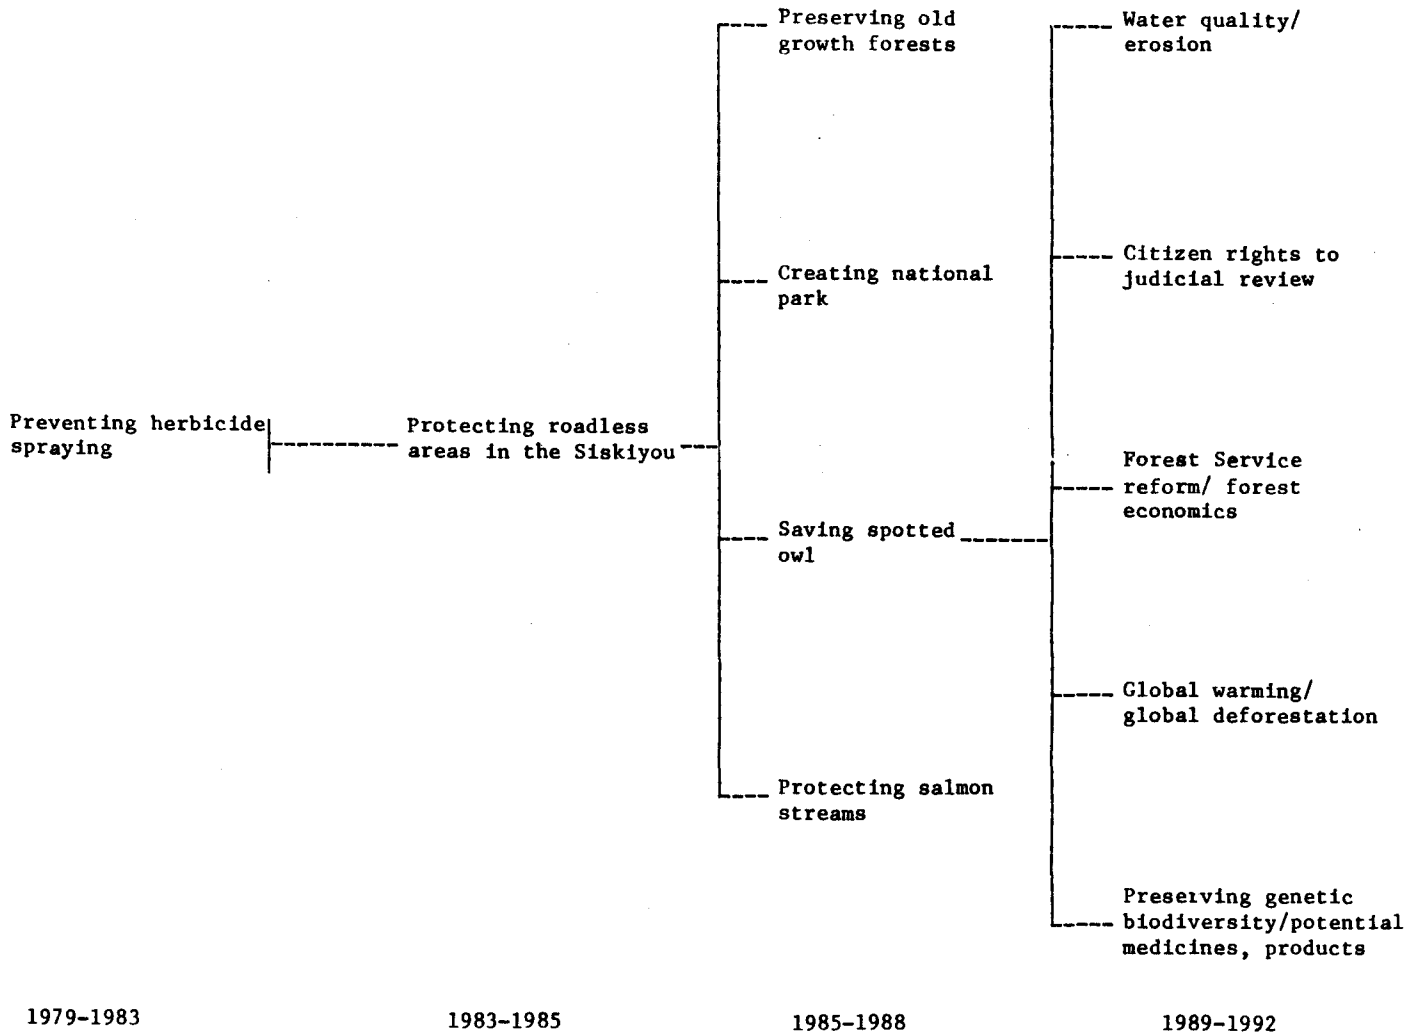 Preserving old
growth forests
Water quality/
erosion
Creating national
park
Citizen rights to
judicial review
Preventing herbicide
spraying
Protecting roadless
areas in the Siskiyou
Saving spotted
owl
Forest Service
reform/ forest
economics
Global warming/
global deforestation
Protecting salmon
streams
Preserving genetic
biodiversity/potential
medicines, products
1979-1983
1983-1985
1985-1988
1989-1992